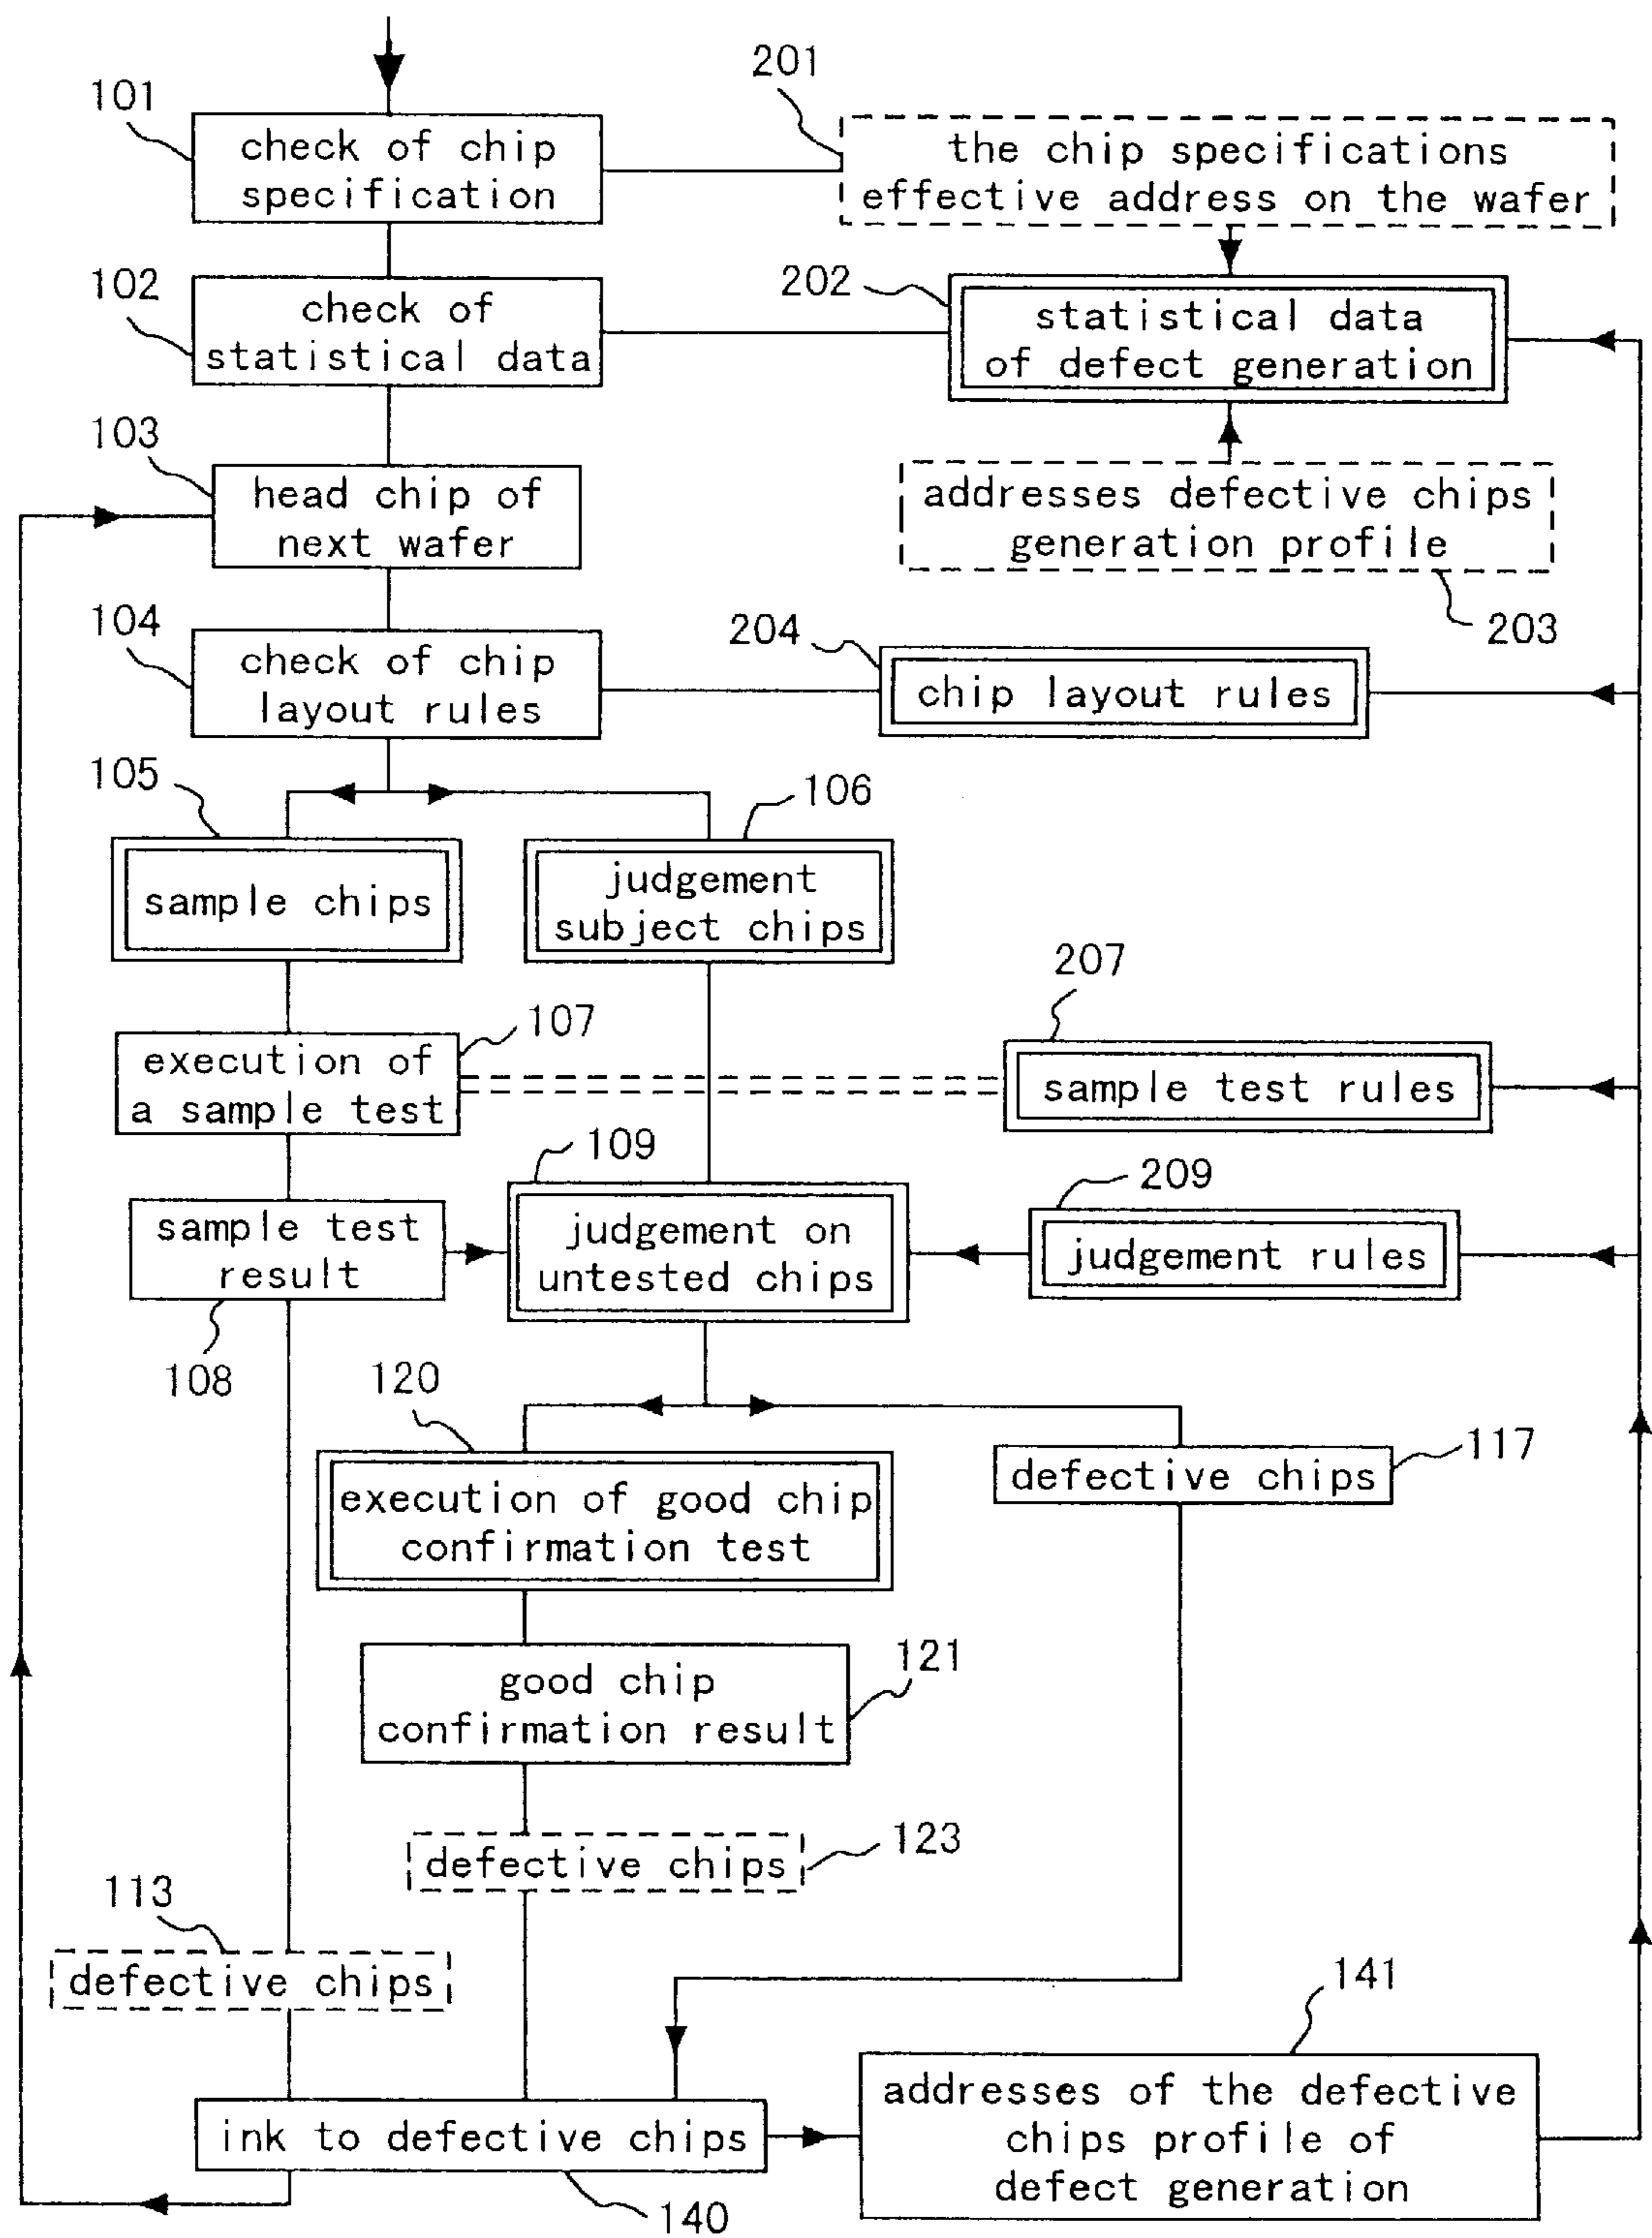 101
check of chip
specification
201
the chip specifications
effective address on the wafer
102
check of
statistical data
202
statistical data
of defect generation
103
head chip of
next wafer
addresses defective chips
generation profile
203
104
check of chip
layout rules
204
chip layout rules
105
sample chips
106
judgement
subject chips
107
execution of
a sample test
207
sample test rules
108
sample test
result
109
judgement on
untested chips
209
judgement rules
120
execution of good chip
confirmation test
defective chips
117
good chip
confirmation result
121
defective chips
123
113
defective chips
ink to defective chips
140
141
addresses of the defective
chips profile of
defect generation